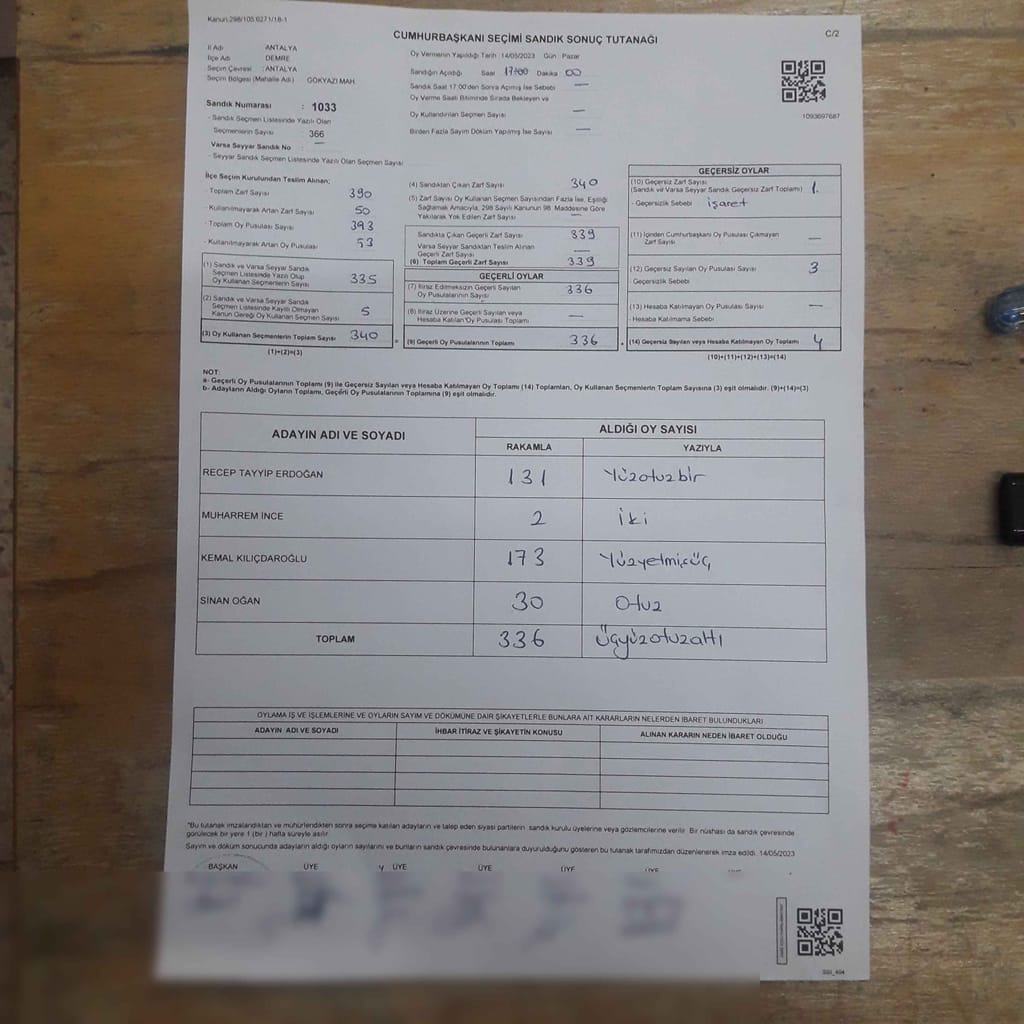 Kanun:298/105,6271/18-1
C/2
CUMHURBAŞKANI SEÇİMİ SANDIK SONUÇ TUTANAĞI
İl Adı : ANTALYA
İlçe Adı : DEMRE
Seçim Çevresi : ANTALYA
Seçim Bölgesi (Mahalle Adı) : GÖKYAZI MAH.
Sandık Numarası : 1033
- Sandık Seçmen Listesinde Yazılı Olan
Seçmenlerin Sayısı : 366
Varsa Seyyar Sandık No : —
- Seyyar Sandık Seçmen Listesinde Yazılı Olan Seçmen Sayısı
Oy Vermenin Yapıldığı Tarih :14/05/2023 Gün : Pazar
Sandığın Açıldığı Saat 17:00 Dakika 00
Sandık Saat 17:00'den Sonra Açılmış İse Sebebi —
Oy Verme Saati Bitiminde Sırada Bekleyen ve
Oy Kullandırılan Seçmen Sayısı —
Birden Fazla Sayım Döküm Yapılmış İse Sayısı —
1093697687
İlçe Seçim Kurulundan Teslim Alınan;
- Toplam Zarf Sayısı 390
- Kullanılmayarak Artan Zarf Sayısı 50
- Toplam Oy Pusulası Sayısı 393
- Kullanılmayarak Artan Oy Pusulası 53
(1) Sandık ve Varsa Seyyar Sandık
Seçmen Listesinde Yazılı Olup
Oy Kullanan Seçmenlerin Sayısı 335
(2) Sandık ve Varsa Seyyar Sandık
Seçmen Listesinde Kayıtlı Olmayan
Kanun Gereği Oy Kullanan Seçmen Sayısı 5
(3) Oy Kullanan Seçmenlerin Toplam Sayısı 340
(1)+(2)=(3)
(4) Sandıktan Çıkan Zarf Sayısı 340
(5) Zarf Sayısı Oy Kullanan Seçmen Sayısından Fazla İse, Eşitliği
Sağlamak Amacıyla, 298 Sayılı Kanunun 98. Maddesine Göre
Yakılarak Yok Edilen Zarf Sayısı —
Sandıkta Çıkan Geçerli Zarf Sayısı 339
Varsa Seyyar Sandıktan Teslim Alınan
Geçerli Zarf Sayısı —
(6) Toplam Geçerli Zarf Sayısı 339
GEÇERLİ OYLAR
(7) İtiraz Edilmeksizin Geçerli Sayılan
Oy Pusulalarının Sayısı 336
(8) İtiraz Üzerine Geçerli Sayılan veya
Hesaba Katılan Oy Pusulası Toplamı —
(9) Geçerli Oy Pusulalarının Toplamı 336
GEÇERSİZ OYLAR
(10) Geçersiz Zarf Sayısı
(Sandık ve Varsa Seyyar Sandık Geçersiz Zarf Toplamı) 1.
- Geçersizlik Sebebi işaret
(11) İçinden Cumhurbaşkanı Oy Pusulası Çıkmayan
Zarf Sayısı —
(12) Geçersiz Sayılan Oy Pusulası Sayısı 3
- Geçersizlik Sebebi
(13) Hesaba Katılmayan Oy Pusulası Sayısı —
- Hesaba Katılmama Sebebi
(14) Geçersiz Sayılan veya Hesaba Katılmayan Oy Toplamı 4
(10)+(11)+(12)+(13)=(14)
NOT:
a- Geçerli Oy Pusulalarının Toplamı (9) ile Geçersiz Sayılan veya Hesaba Katılmayan Oy Toplamı (14) Toplamları, Oy Kullanan Seçmenlerin Toplam Sayısına (3) eşit olmalıdır. (9)+(14)=(3)
b- Adayların Aldığı Oyların Toplamı, Geçerli Oy Pusulalarının Toplamına (9) eşit olmalıdır.
ADAYIN ADI VE SOYADI ALDIĞI OY SAYISI
RAKAMLA YAZIYLA
RECEP TAYYİP ERDOĞAN 131 Yüzotuzbir
MUHARREM İNCE 2 iki
KEMAL KILIÇDAROĞLU 173 Yüzyetmişüç
SİNAN OĞAN 30 Otuz
TOPLAM 336 Üçyüzotuzaltı
OYLAMA İŞ VE İŞLEMLERİNE VE OYLARIN SAYIM VE DÖKÜMÜNE DAİR ŞİKAYETLERLE BUNLARA AİT KARARLARIN NELERDEN İBARET BULUNDUKLARI
ADAYIN ADI VE SOYADI İHBAR İTİRAZ VE ŞİKAYETİN KONUSU ALINAN KARARIN NEDEN İBARET OLDUĞU
"Bu tutanak imzalandıktan ve mühürlendikten sonra seçime katılan adayların ve talep eden siyasi partilerin sandık kurulu üyelerine veya gözlemcilerine verilir. Bir nüshası da sandık çevresinde
görülecek bir yere 1 (bir) hafta süreyle asılır.
Sayım ve döküm sonucunda adayların aldığı oyların sayılarını ve bunların sandık çevresinde bulunanlara duyurulduğunu gösteren bu tutanak tarafımızdan düzenlenerek imza edildi. 14/05/2023
BAŞKAN ÜYE ÜYE ÜYE ÜYE ÜYE